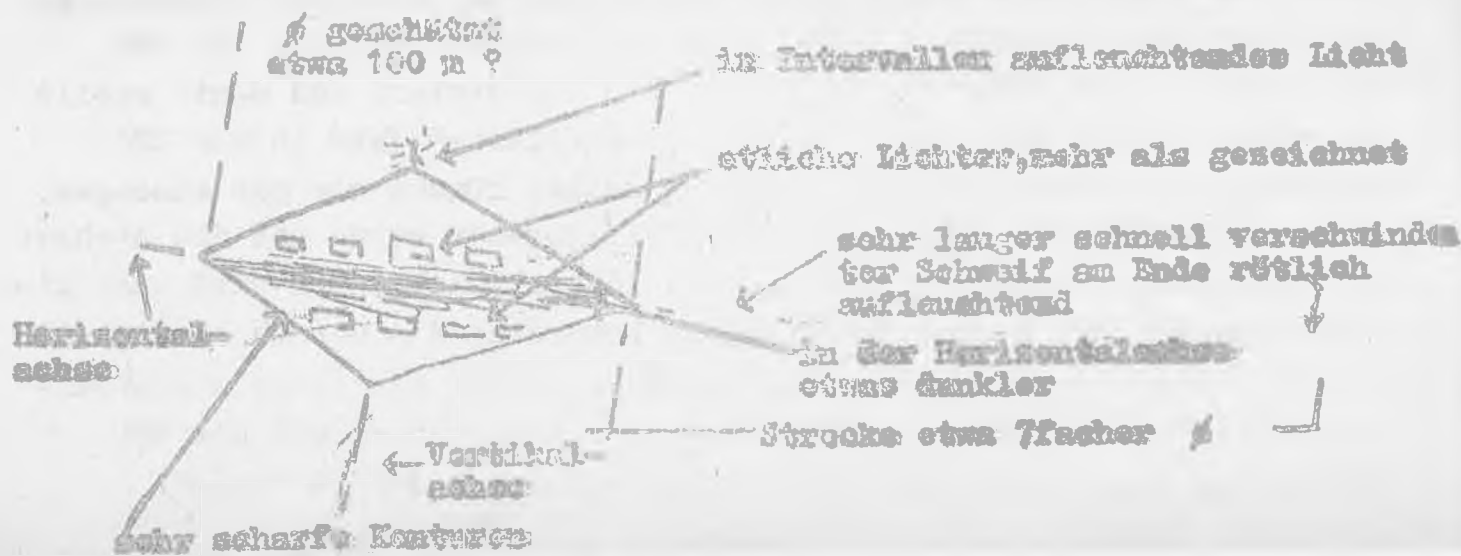 ø geschätzt
etwa 100 m ?
in Intervallen aufleuchtendes Licht
etliche Lichter,mehr als gezeichnet
sehr langer schnell verschwinden
ter Schweif am Ende rötlich
aufleuchtend
Horizontal-
achse
in der Horizontalachse
etwas dunkler
Strecke etwa 7facher ø
Vertikal-
achse
sehr scharfe Konturen